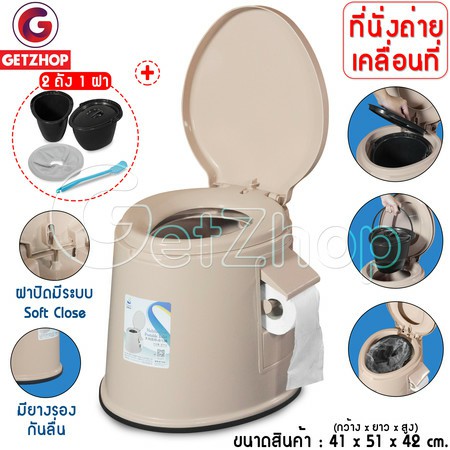 G
GETZHOP
2 ถัง 1 ฝา
ที่นั่งถ่าย
เคลื่อนที่
GetZhop
ฝาปิดมีระบบ
Soft Close
มียางรอง
กันลื่น
(กว้าง x ยาว x สูง)
ขนาดสินค้า : 41 x 51 x 42 cm.